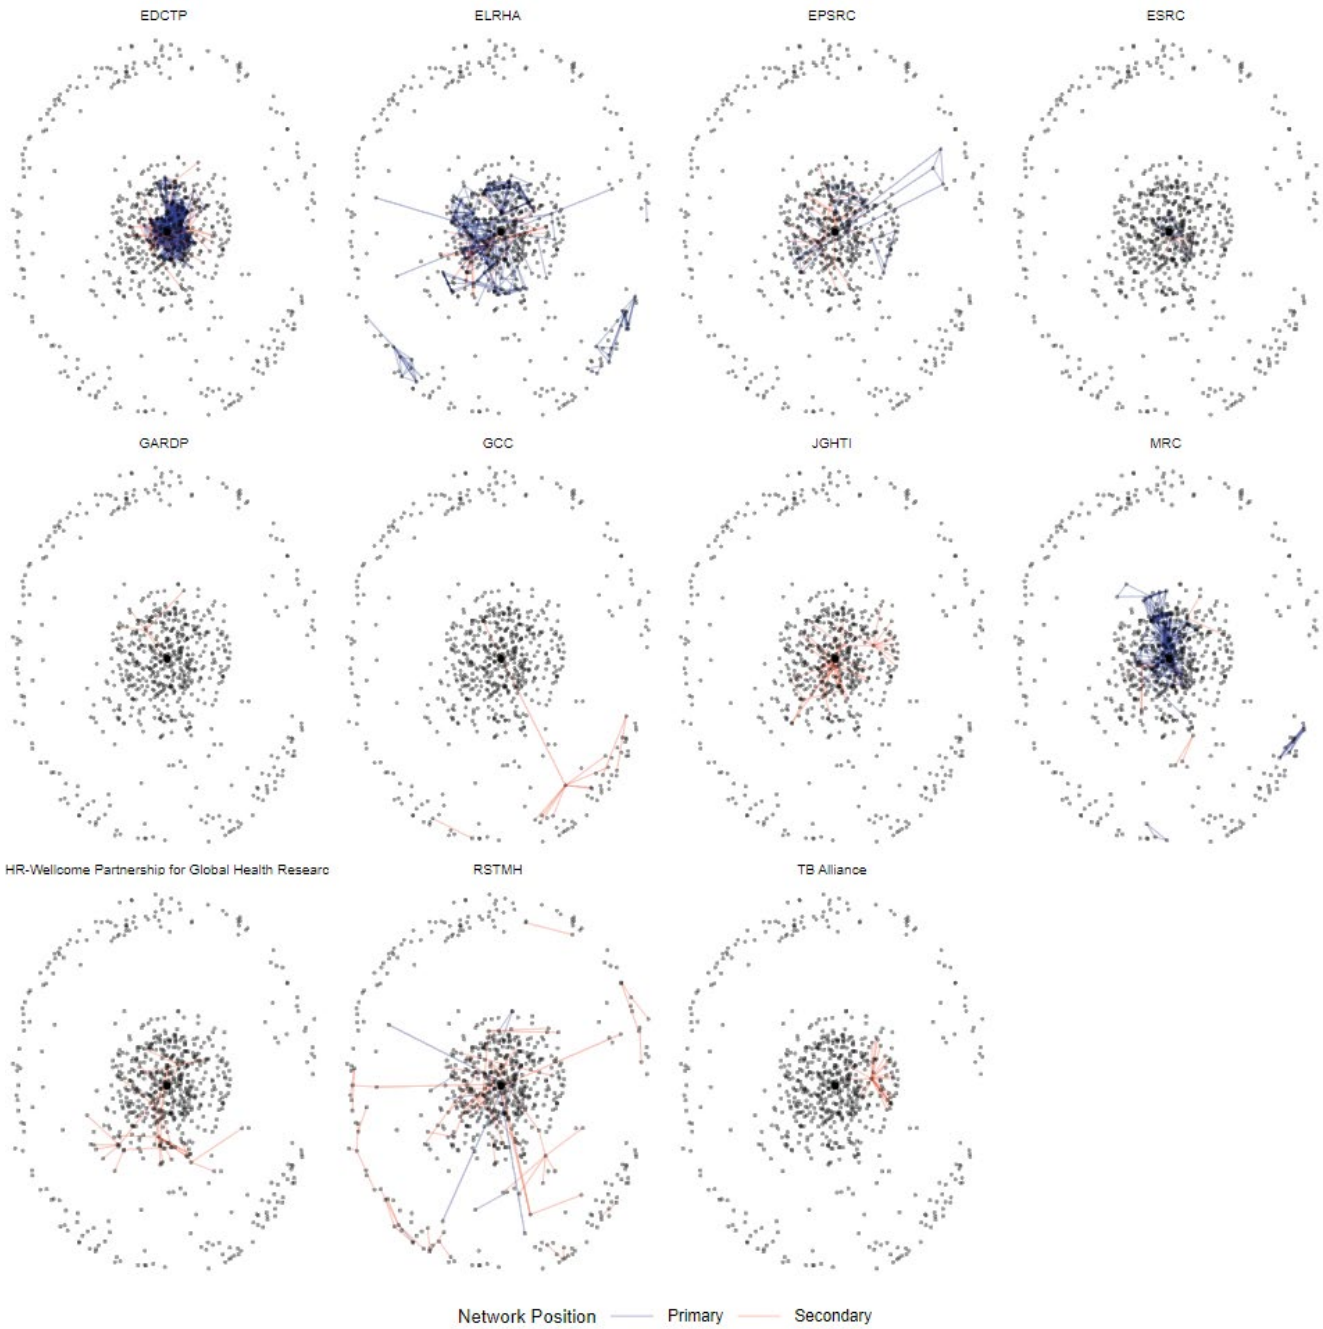 EDCTP
ELRHA
EPSRC
ESRC
GARDP
GCC
JGHTI
MRC
HR-Wellcome Partnership for Global Health Researc
RSTMH
TB Alliance
Network Position Primary Secondary